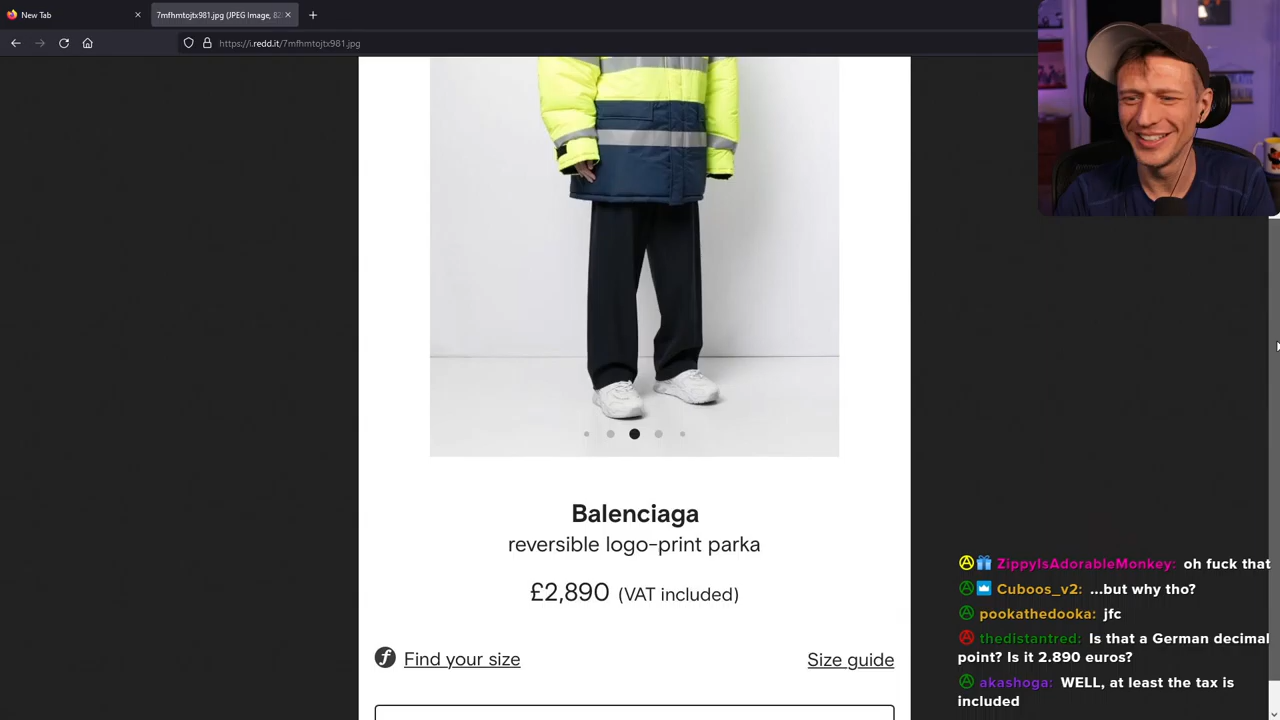 New Tab
7mfhmtojtx981.jpg (JPEG Image, 82
https://i.redd.it/7mfhmtojtx981.jpg
Balenciaga
reversible logo-print parka
£2,890 (VAT included)
Find your size
Size guide
ZippyIsAdorableMonkey: oh fuck that
Cuboos_v2: ...but why tho?
pookathedooka: jfc
thedistantred: Is that a German decimal
point? Is it 2.890 euros?
akashoga: WELL, at least the tax is
included